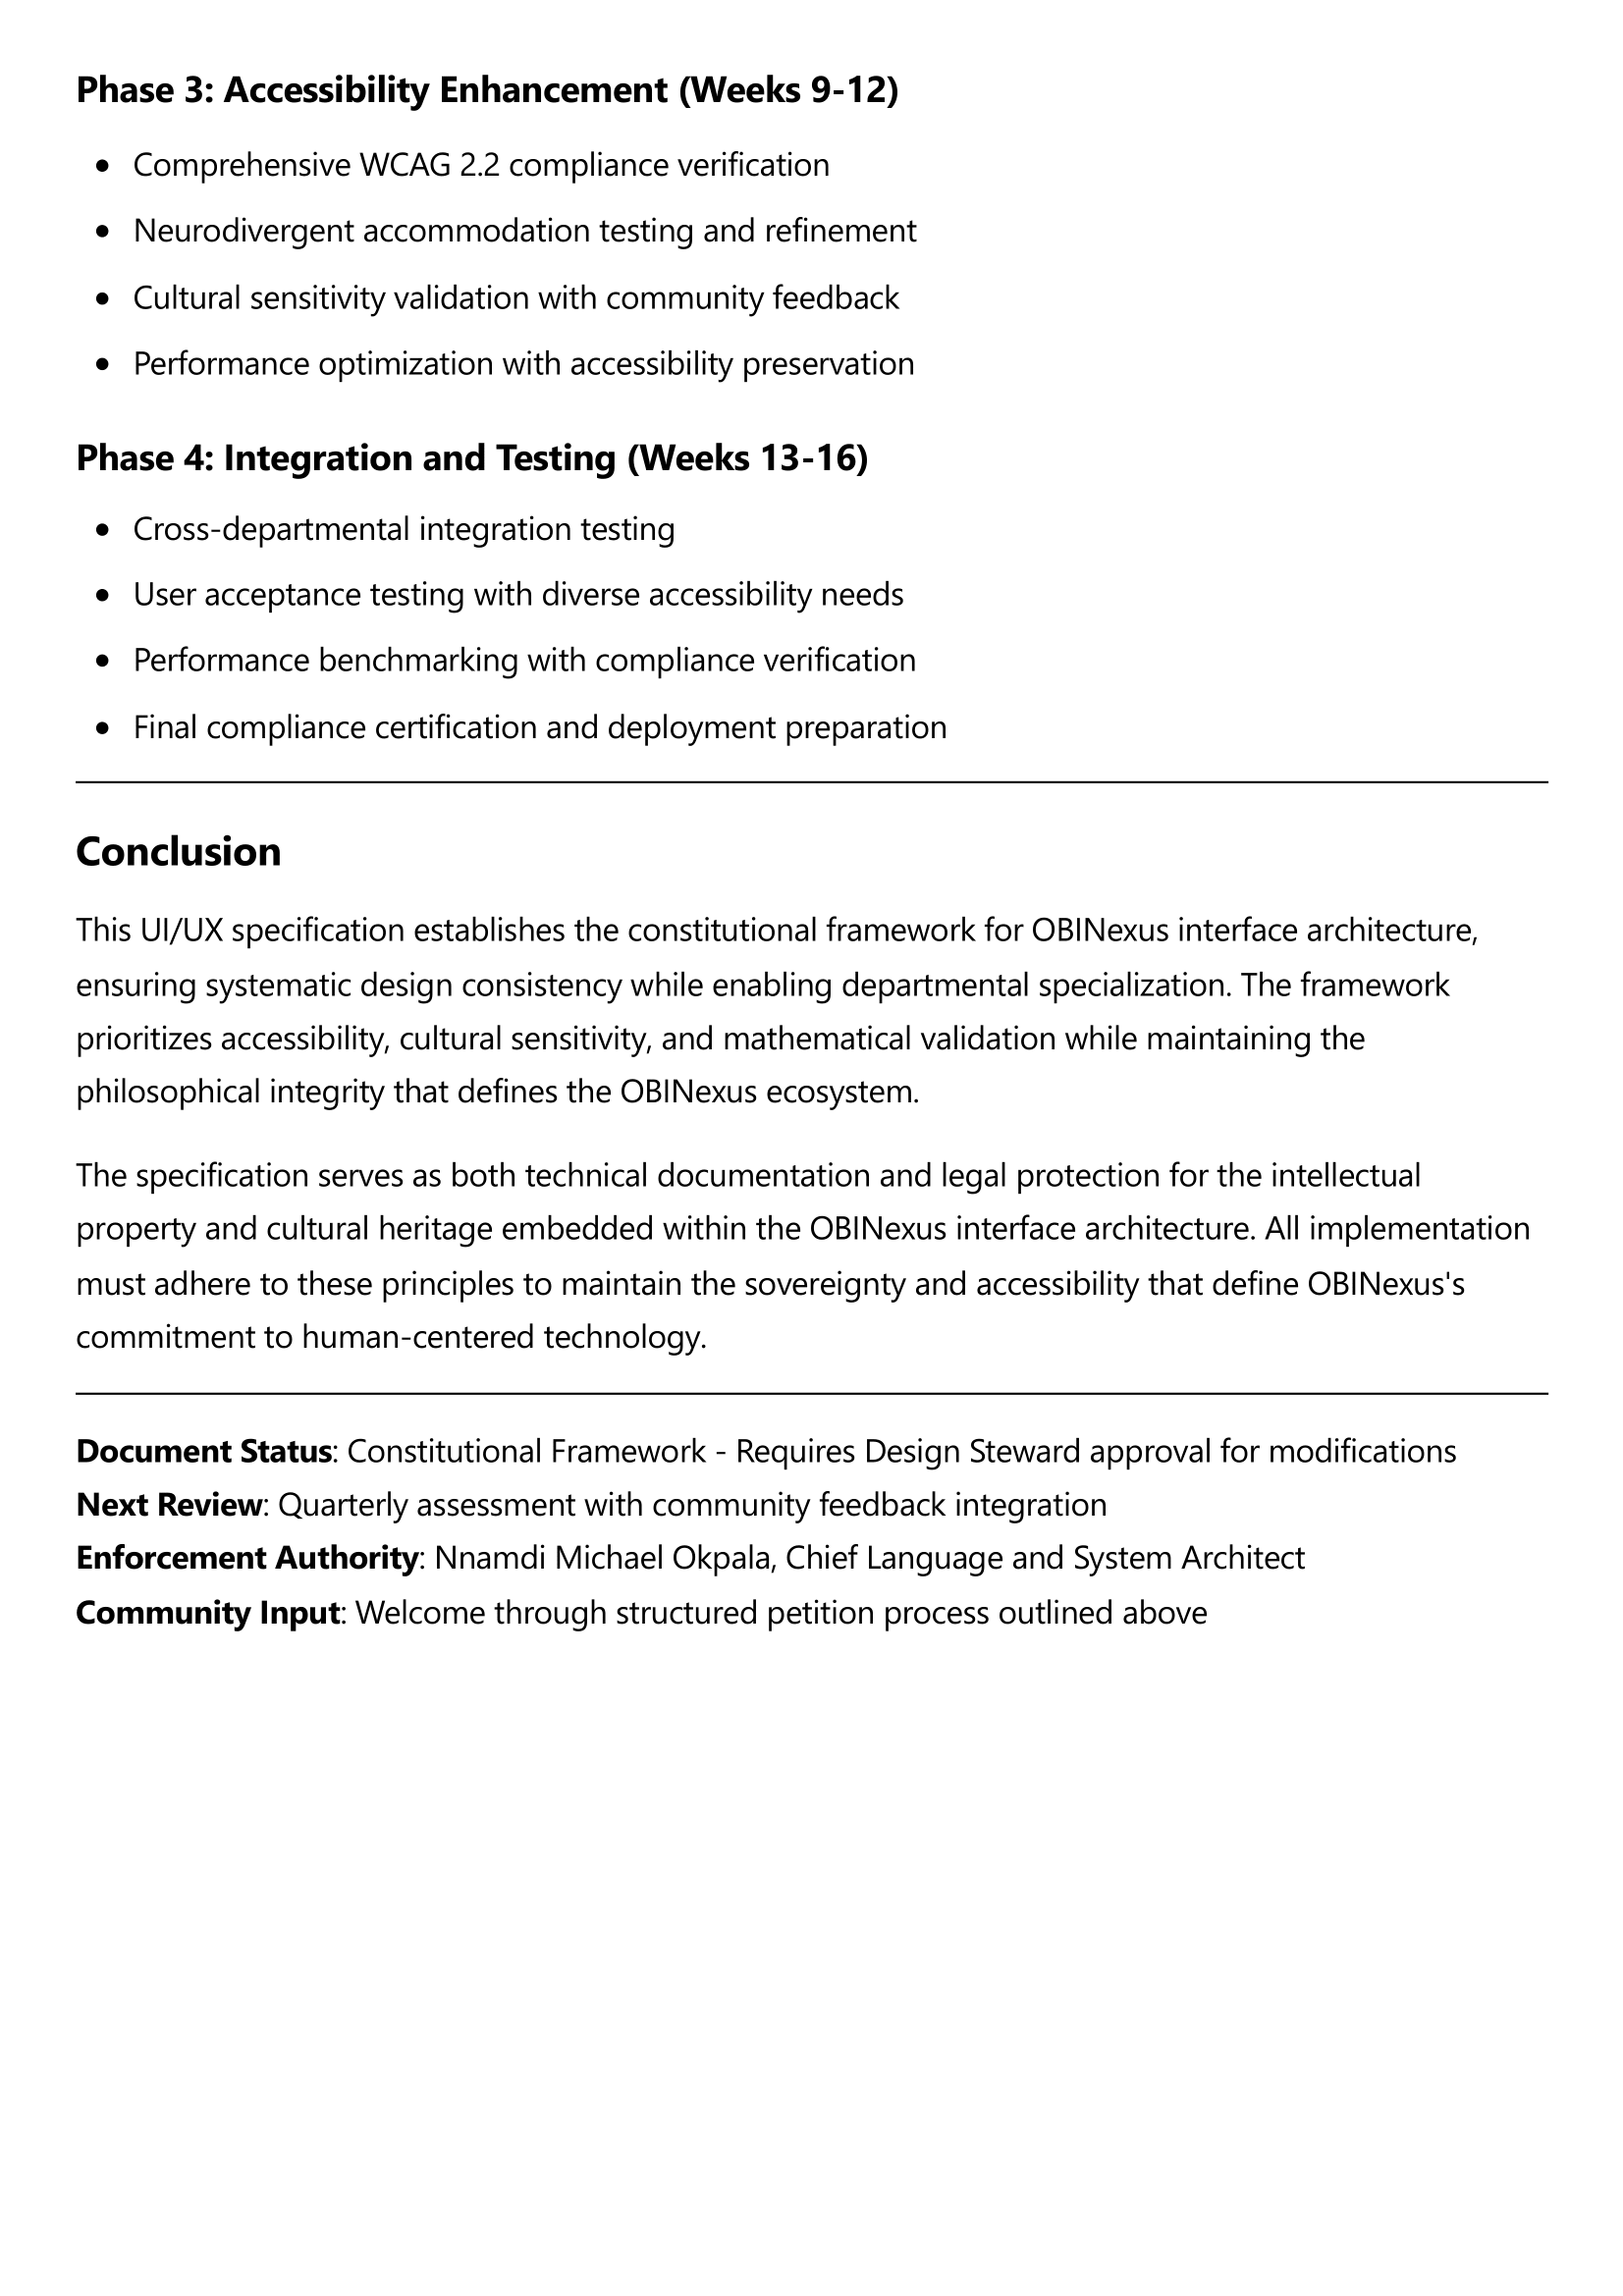 Phase 3: Accessibility Enhancement (Weeks 9-12)
• Comprehensive WCAG 2.2 compliance verification
• Neurodivergent accommodation testing and refinement
• Cultural sensitivity validation with community feedback
• Performance optimization with accessibility preservation
Phase 4: Integration and Testing (Weeks 13-16)
• Cross-departmental integration testing
• User acceptance testing with diverse accessibility needs
• Performance benchmarking with compliance verification
• Final compliance certification and deployment preparation
Conclusion
This UI/UX specification establishes the constitutional framework for OBINexus interface architecture,
ensuring systematic design consistency while enabling departmental specialization. The framework
prioritizes accessibility, cultural sensitivity, and mathematical validation while maintaining the
philosophical integrity that defines the OBINexus ecosystem.
The specification serves as both technical documentation and legal protection for the intellectual
property and cultural heritage embedded within the OBINexus interface architecture. All implementation
must adhere to these principles to maintain the sovereignty and accessibility that define OBINexus's
commitment to human-centered technology.
Document Status: Constitutional Framework - Requires Design Steward approval for modifications
Next Review: Quarterly assessment with community feedback integration
Enforcement Authority: Nnamdi Michael Okpala, Chief Language and System Architect
Community Input: Welcome through structured petition process outlined above